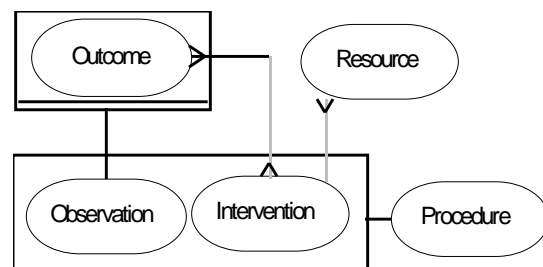 Outcome
Resource
Observation
Intervention
Procedure